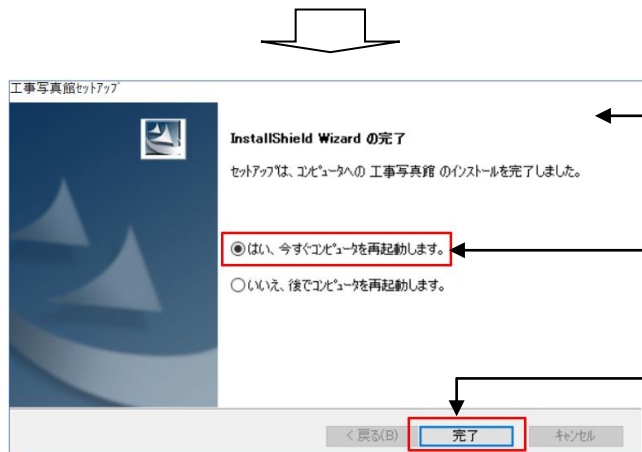 工事写真館ｾｯﾄｱｯﾌﾟ
InstallShield Wizard の完了
ｾｯﾄｱｯﾌﾟは、ｺﾝﾋﾟｭｰﾀへの 工事写真館 のインストールを完了しました。
はい、今すぐｺﾝﾋﾟｭｰﾀを再起動します。
いいえ、後でｺﾝﾋﾟｭｰﾀを再起動します。
< 戻る(B)
完了
ｷｬﾝｾﾙ